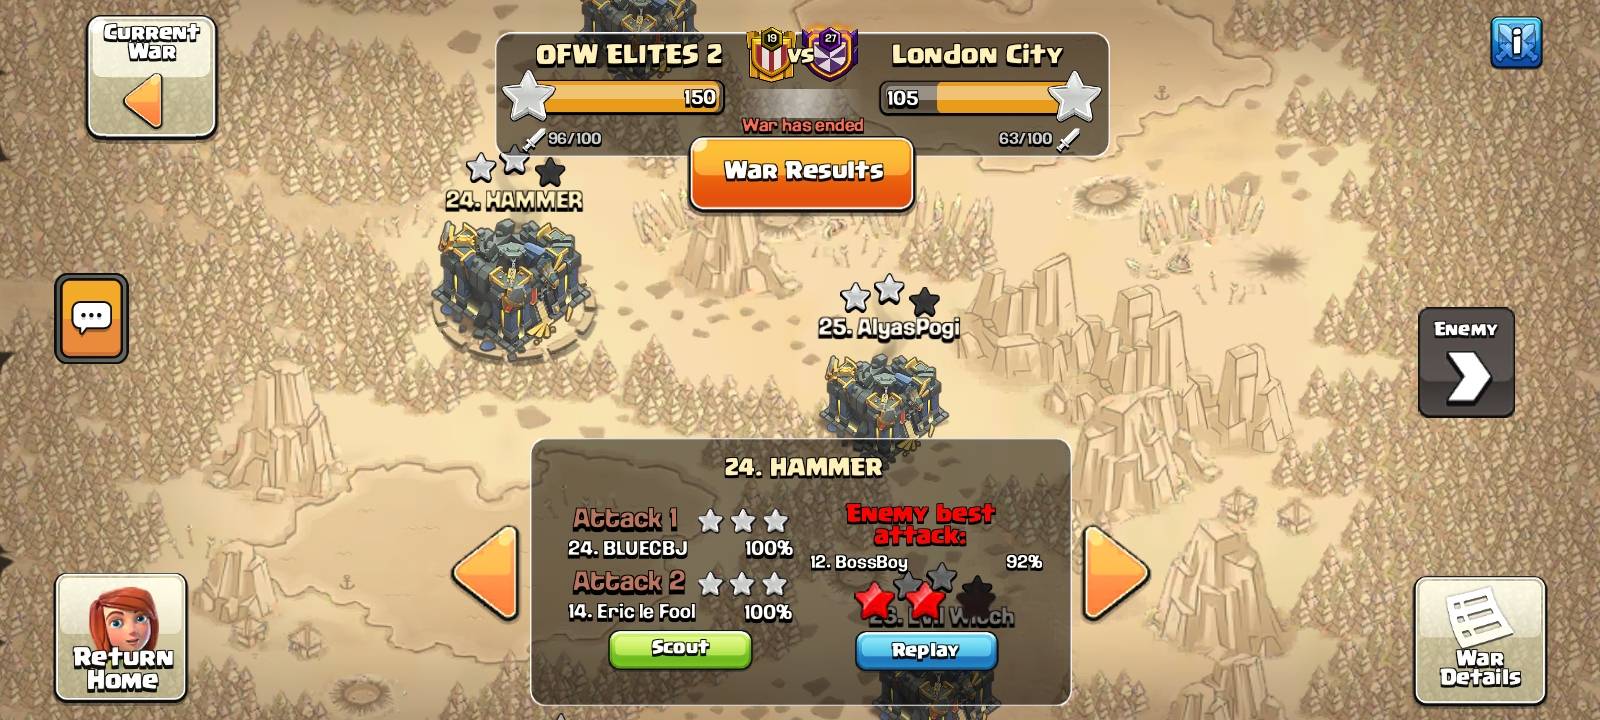 Current
War
OFW ELITES 2
19
vs
27
London City
150
105
War has ended
96/100
63/100
War Results
24. HAMMER
25. AlyasPogi
Enemy
24. HAMMER
Attack 1
24. BLUECBJ
100%
Attack 2
14. Eric le Fool
100%
Scout
Enemy best
attack:
12. BossBoy
92%
Replay
Return
Home
War
Details